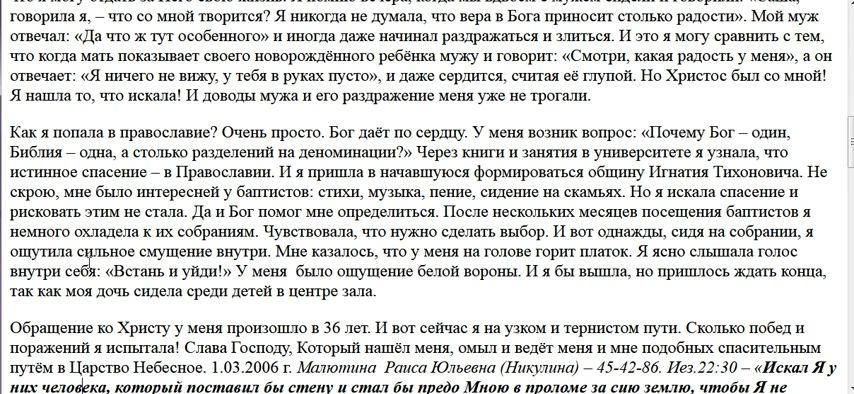 говорила я, – что со мной творится? Я никогда не думала, что вера в Бога приносит столько радости». Мой муж
отвечал: «Да что ж тут особенного» и иногда даже начинал раздражаться и злиться. И это я могу сравнить с тем,
что когда мать показывает своего новорождённого ребёнка мужу и говорит: «Смотри, какая радость у меня», а он
отвечает: «Я ничего не вижу, у тебя в руках пусто», и даже сердится, считая её глупой. Но Христос был со мной!
Я нашла то, что искала! И доводы мужа и его раздражение меня уже не трогали.
Как я попала в православие? Очень просто. Бог даёт по сердцу. У меня возник вопрос: «Почему Бог – один,
Библия – одна, а столько разделений на деноминации?» Через книги и занятия в университете я узнала, что
истинное спасение – в Православии. И я пришла в начавшуюся формироваться общину Игнатия Тихоновича. Не
скрою, мне было интересней у баптистов: стихи, музыка, пение, сидение на скамьях. Но я искала спасение и
рисковать этим не стала. Да и Бог помог мне определиться. После нескольких месяцев посещения баптистов я
немного охладела к их собраниям. Чувствовала, что нужно сделать выбор. И вот однажды, сидя на собрании, я
ощутила сильное смущение внутри. Мне казалось, что у меня на голове горит платок. Я ясно слышала голос
внутри себя: «Встань и уйди!» У меня  было ощущение белой вороны. И я бы вышла, но пришлось ждать конца,
так как моя дочь сидела среди детей в центре зала.
Обращение ко Христу у меня произошло в 36 лет. И вот сейчас я на узком и тернистом пути. Сколько побед и
поражений я испытала! Слава Господу, Который нашёл меня, омыл и ведёт меня и мне подобных спасительным
путём в Царство Небесное. 1.03.2006 г. Малютина  Раиса Юльевна (Никулина) – 45-42-86. Иез.22:30 – «Искал Я у
них человека, который поставил бы стену и стал бы предо Мною в проломе за сию землю, чтобы Я не